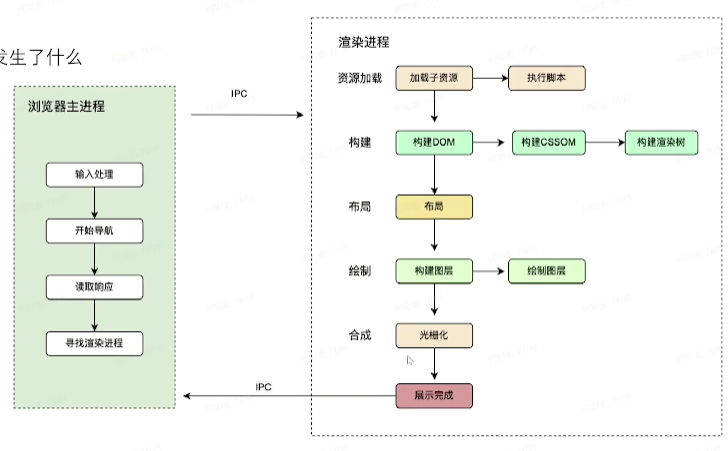 发生了什么
浏览器主进程
输入处理
开始导航
读取响应
寻找渲染进程
IPC
IPC
渲染进程
资源加载
加载子资源
执行脚本
构建
构建DOM
构建CSSOM
构建渲染树
布局
布局
绘制
构建图层
绘制图层
合成
光栅化
展示完成